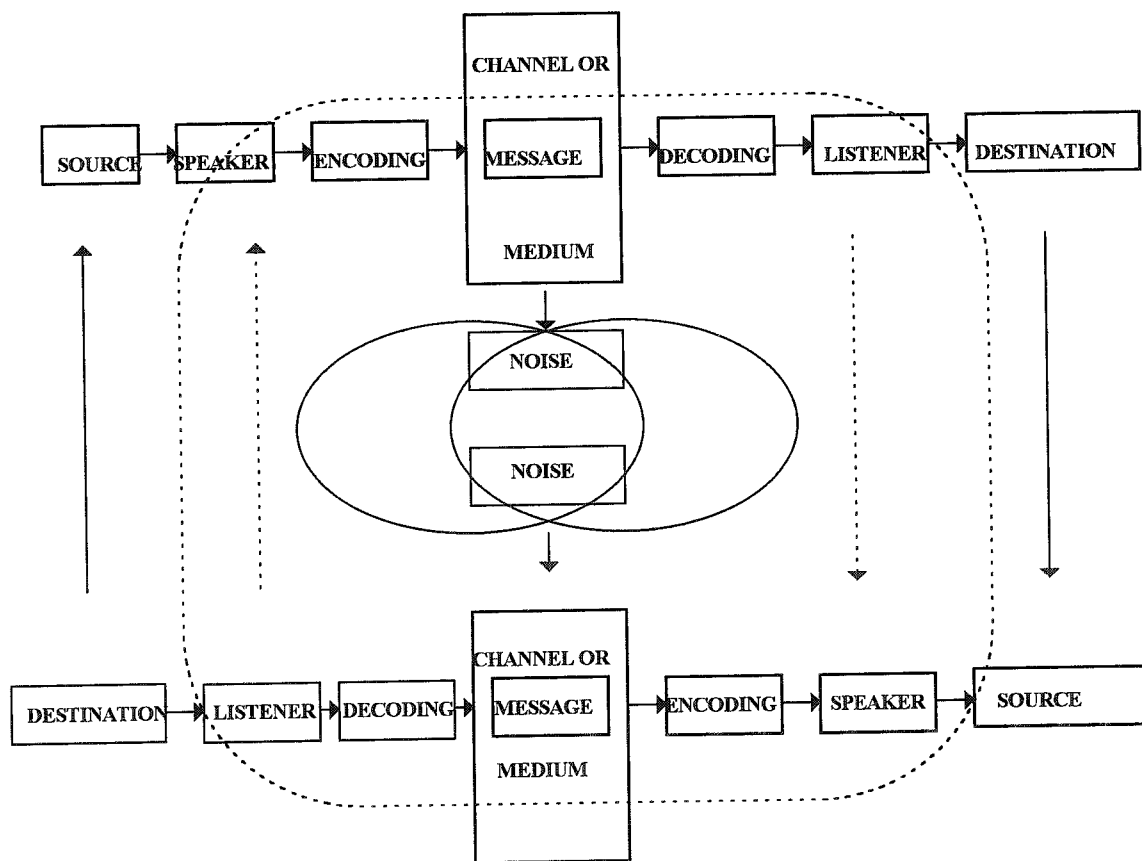 CHANNEL OR
SOURCE SPEAKER ENCODING MESSAGE DECODING LISTENER DESTINATION
MEDIUM
NOISE
NOISE
CHANNEL OR
DESTINATION LISTENER DECODING MESSAGE ENCODING SPEAKER SOURCE
MEDIUM